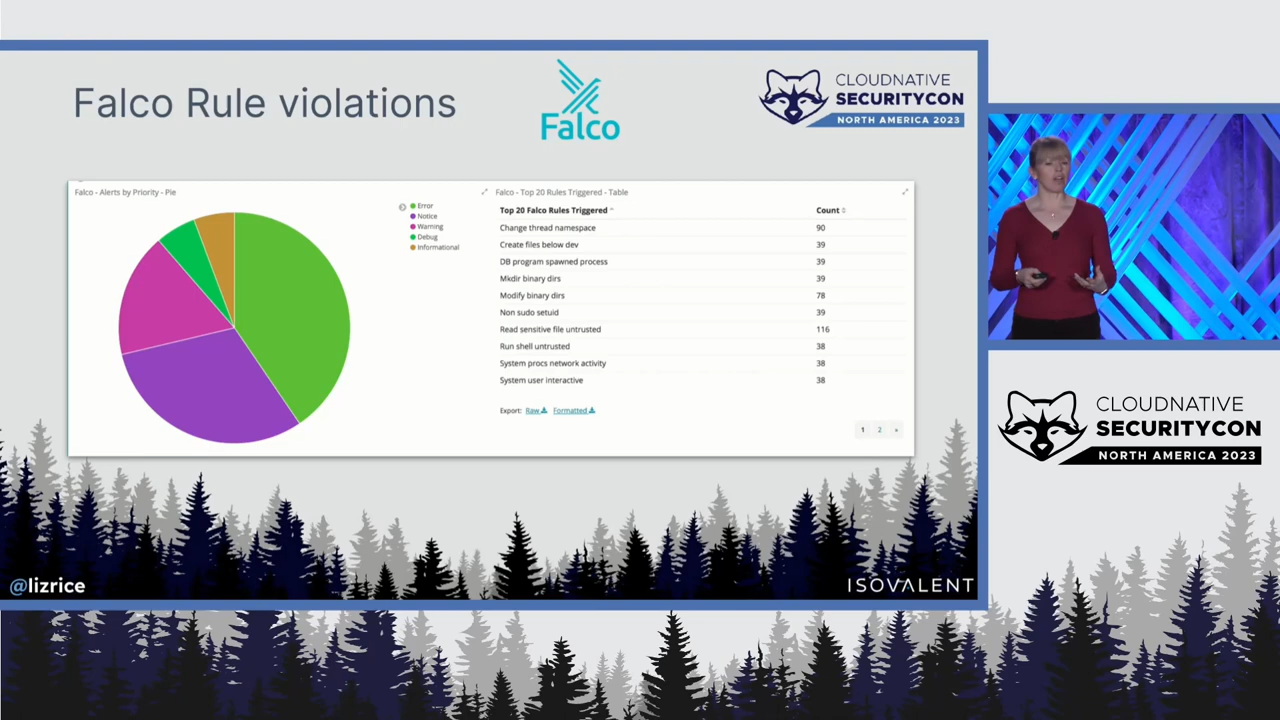 Falco Rule violations
Falco
CLOUDNATIVE
SECURITYCON
NORTH AMERICA 2023
Falco - Alerts by Priority - Pie
Error
Notice
Warning
Debug
Informational
Falco - Top 20 Rules Triggered - Table
Top 20 Falco Rules Triggered Count
Change thread namespace 90
Create files below dev 39
DB program spawned process 39
Mkdir binary dirs 39
Modify binary dirs 78
Non sudo setuid 39
Read sensitive file untrusted 116
Run shell untrusted 38
System procs network activity 38
System user interactive 38
Export: Raw Formatted
1 2 »
@lizrice
ISOVALENT
CLOUDNATIVE
SECURITYCON
NORTH AMERICA 2023